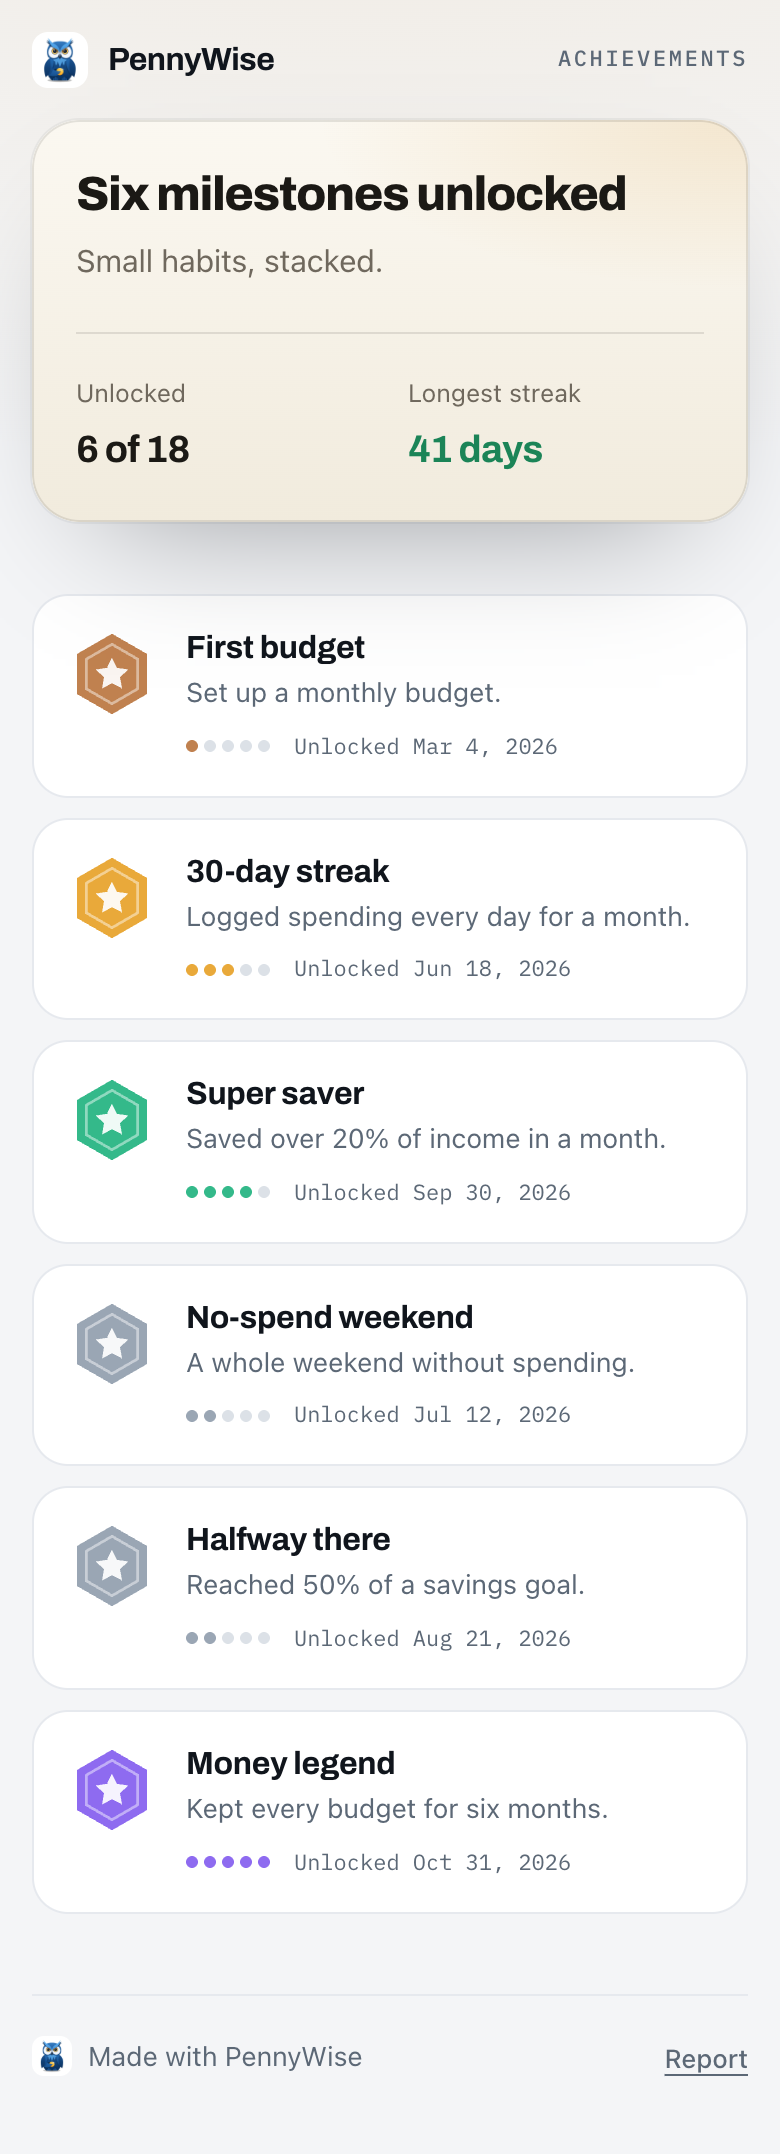 PennyWise
ACHIEVEMENTS
Six milestones unlocked
Small habits, stacked.
Unlocked
Longest streak
6 of 18
41 days
First budget
Set up a monthly budget.
Unlocked Mar 4, 2026
30-day streak
Logged spending every day for a month.
Unlocked Jun 18, 2026
Super saver
Saved over 20% of income in a month.
Unlocked Sep 30, 2026
No-spend weekend
A whole weekend without spending.
Unlocked Jul 12, 2026
Halfway there
Reached 50% of a savings goal.
Unlocked Aug 21, 2026
Money legend
Kept every budget for six months.
Unlocked Oct 31, 2026
Made with PennyWise
Report